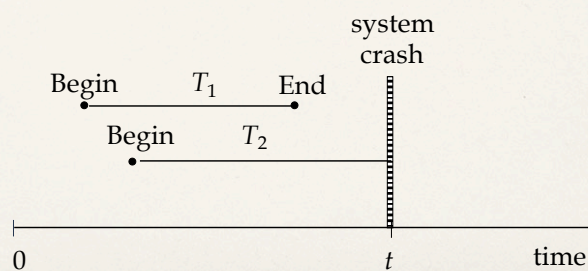 system
crash
Begin T₁ End
Begin T₂
0 t time